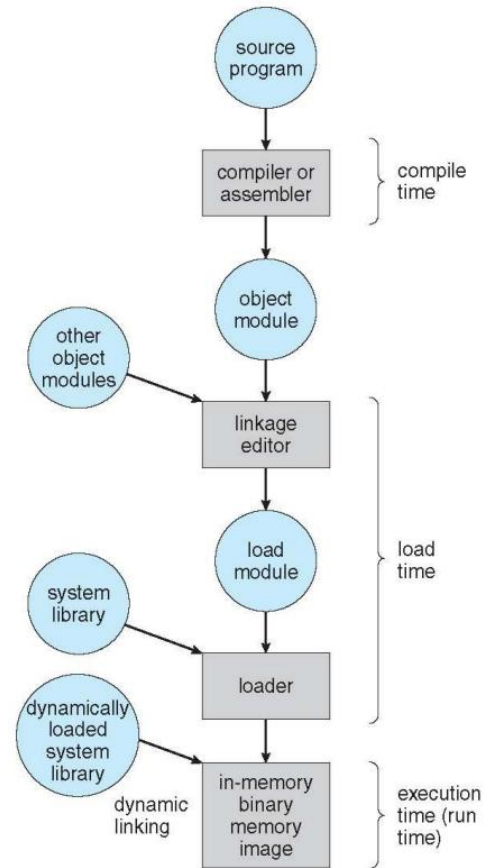 source
program
compiler or
assembler
compile
time
object
module
other
object
modules
linkage
editor
load
module
load
time
system
library
loader
dynamically
loaded
system
library
dynamic
linking
in-memory
binary
memory
image
execution
time (run
time)